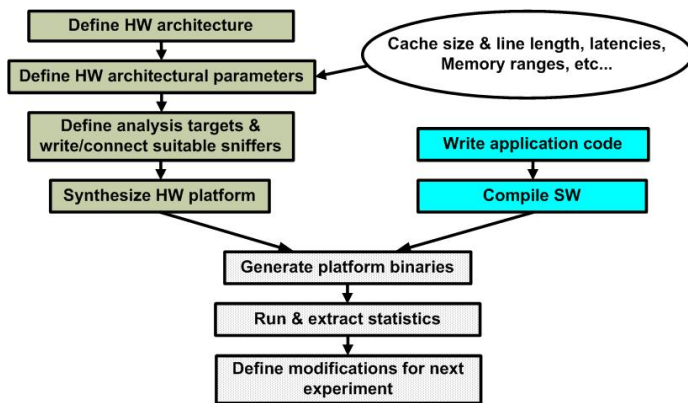 Define HW architecture
Cache size & line length, latencies,
Memory ranges, etc...
Define HW architectural parameters
Define analysis targets &
write/connect suitable sniffers
Write application code
Synthesize HW platform
Compile SW
Generate platform binaries
Run & extract statistics
Define modifications for next
experiment